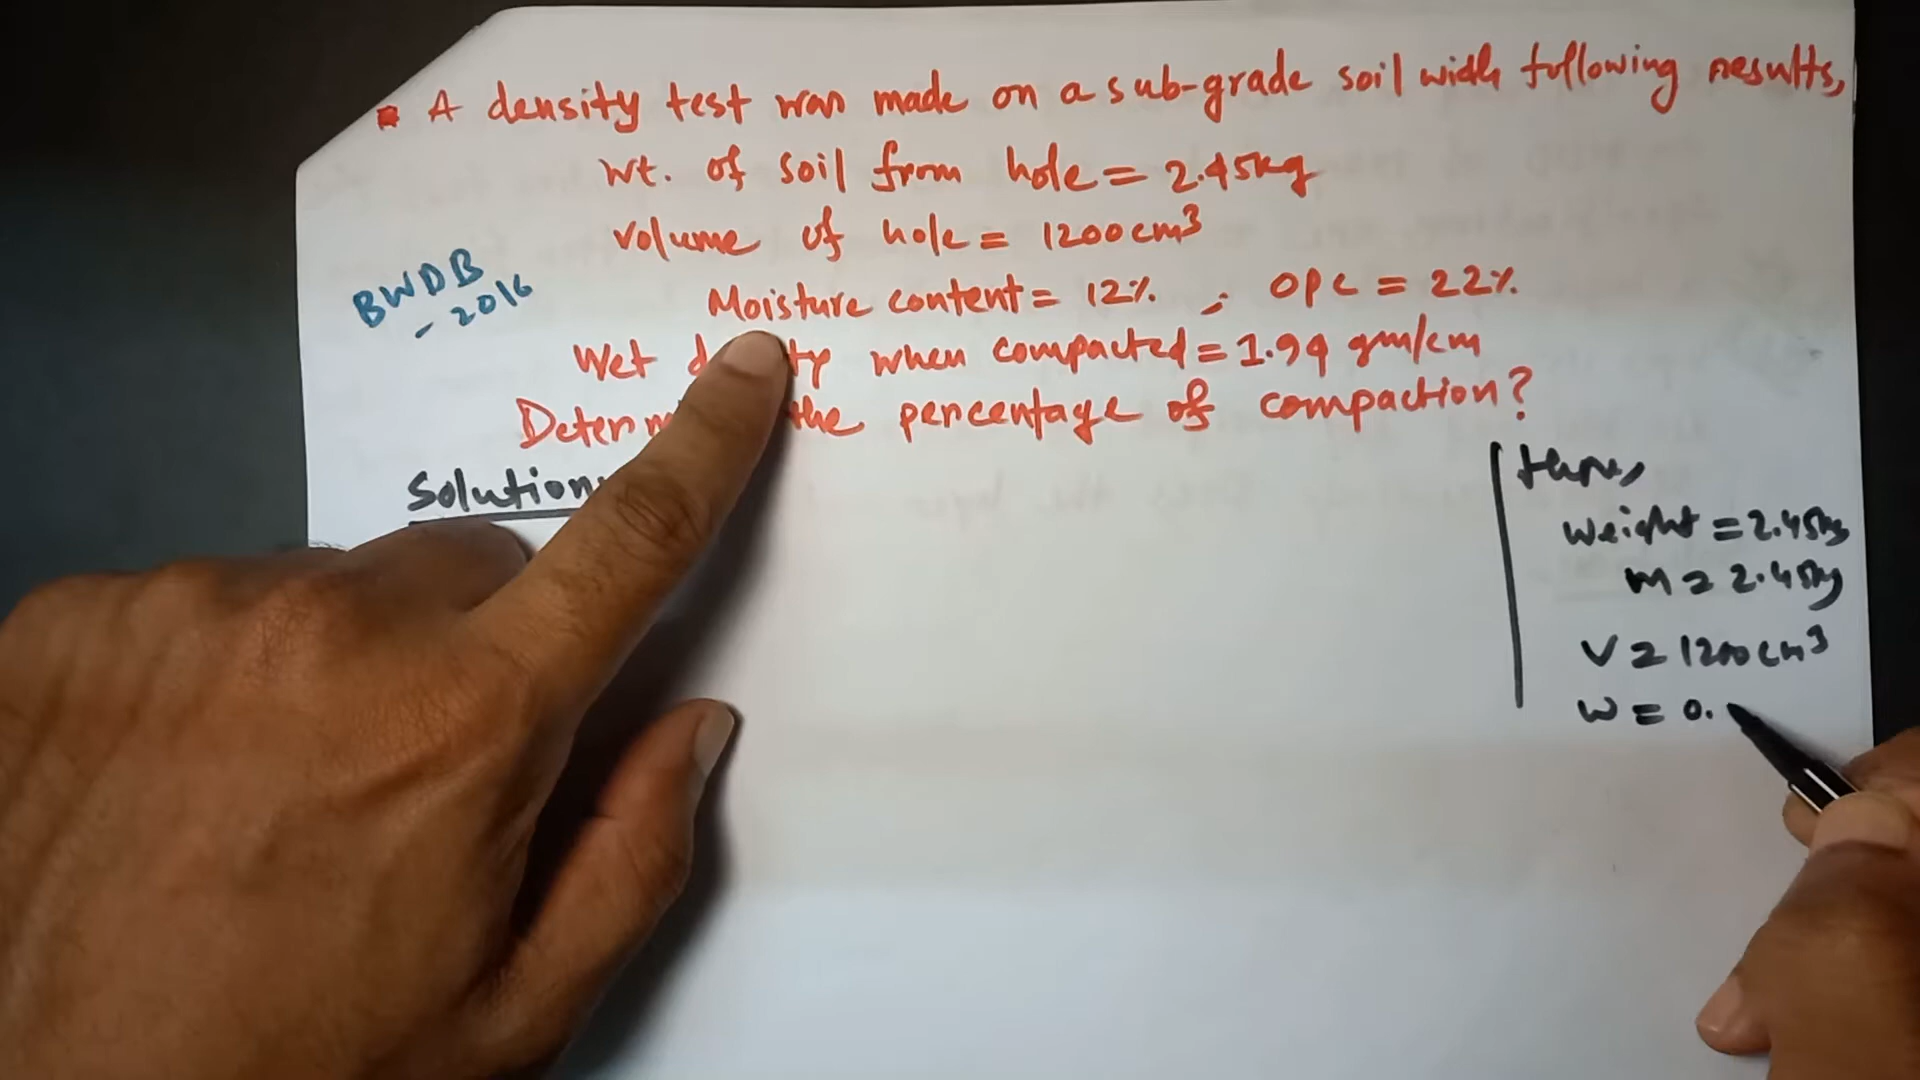 A density test was made on a sub-grade soil with following results,
wt. of soil from hole = 2.45kg
volume of hole = 1200cm³
BWDB
- 2016
Moisture content = 12% , OPC = 22%
Wet when compacted = 1.94 gm/cm
the percentage of compaction?
Solution
Here,
weight = 2.45kg
m = 2.45kg
V = 1200cm³
w = 0.